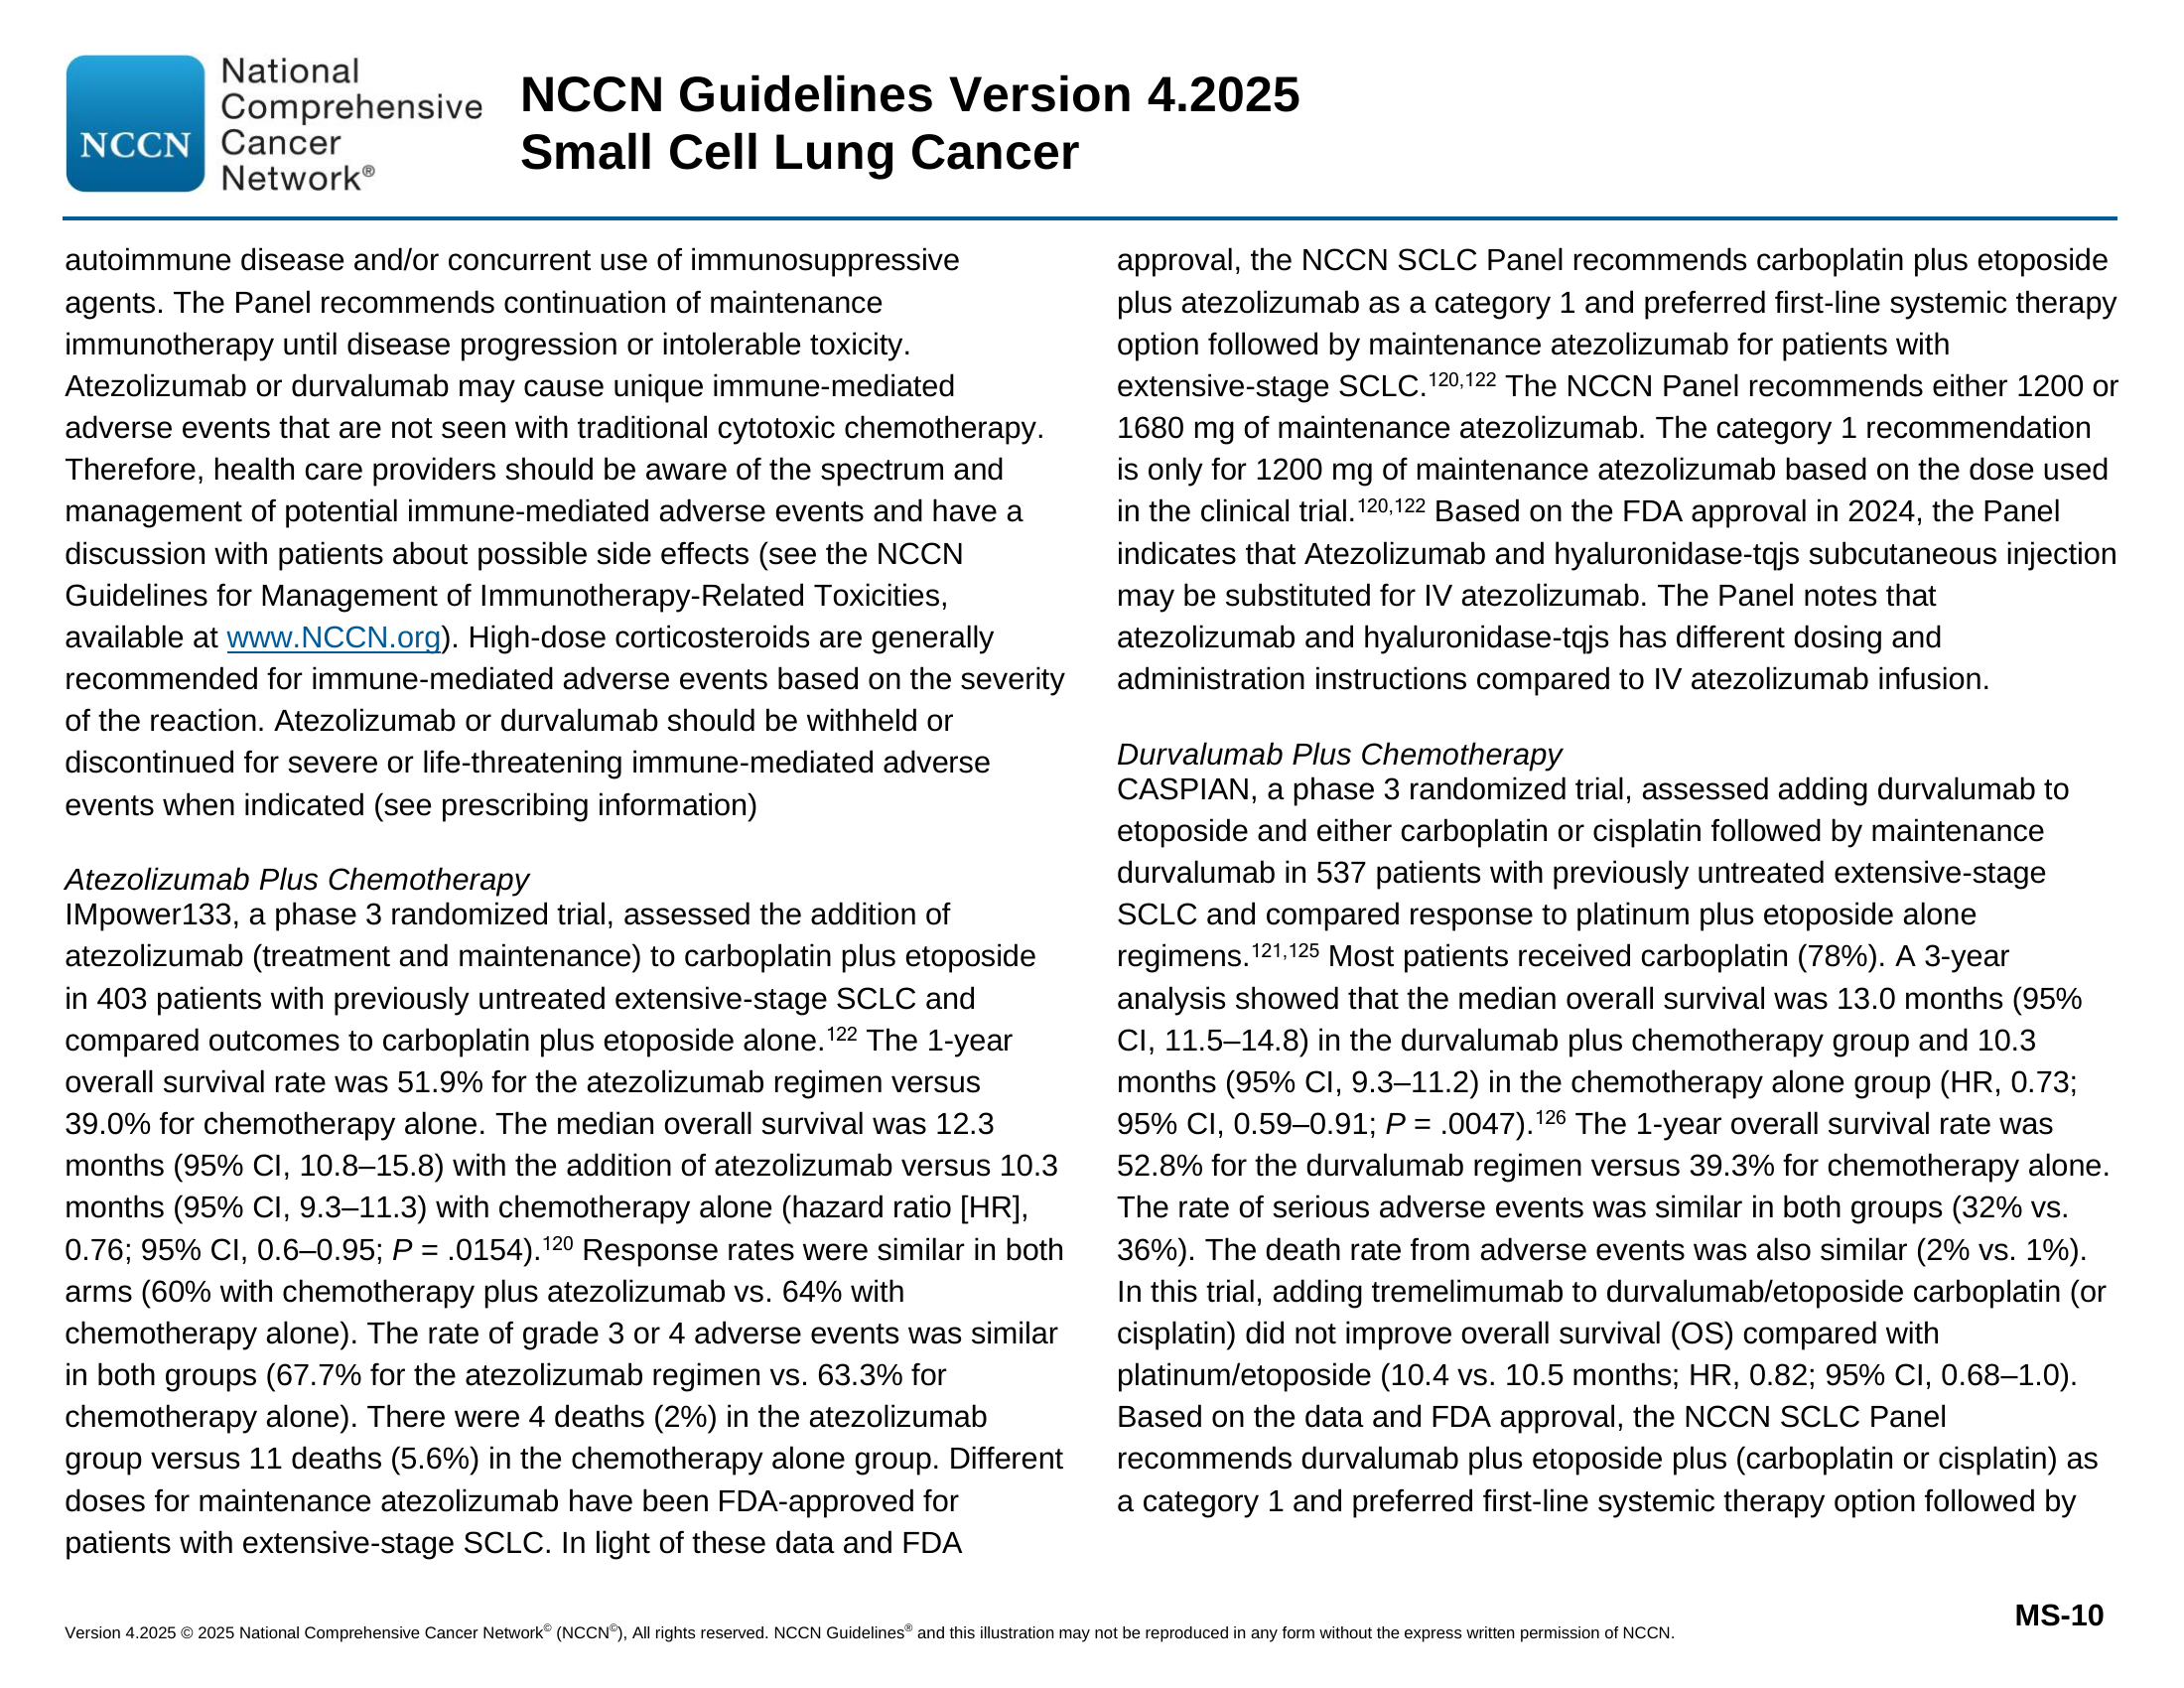 NCCN
National
Comprehensive
Cancer
Network®
NCCN Guidelines Version 4.2025
Small Cell Lung Cancer
autoimmune disease and/or concurrent use of immunosuppressive
agents. The Panel recommends continuation of maintenance
immunotherapy until disease progression or intolerable toxicity.
Atezolizumab or durvalumab may cause unique immune-mediated
adverse events that are not seen with traditional cytotoxic chemotherapy.
Therefore, health care providers should be aware of the spectrum and
management of potential immune-mediated adverse events and have a
discussion with patients about possible side effects (see the NCCN
Guidelines for Management of Immunotherapy-Related Toxicities,
available at www.NCCN.org). High-dose corticosteroids are generally
recommended for immune-mediated adverse events based on the severity
of the reaction. Atezolizumab or durvalumab should be withheld or
discontinued for severe or life-threatening immune-mediated adverse
events when indicated (see prescribing information)
Atezolizumab Plus Chemotherapy
IMpower133, a phase 3 randomized trial, assessed the addition of
atezolizumab (treatment and maintenance) to carboplatin plus etoposide
in 403 patients with previously untreated extensive-stage SCLC and
compared outcomes to carboplatin plus etoposide alone.122 The 1-year
overall survival rate was 51.9% for the atezolizumab regimen versus
39.0% for chemotherapy alone. The median overall survival was 12.3
months (95% CI, 10.8–15.8) with the addition of atezolizumab versus 10.3
months (95% CI, 9.3–11.3) with chemotherapy alone (hazard ratio [HR],
0.76; 95% CI, 0.6–0.95; P = .0154).120 Response rates were similar in both
arms (60% with chemotherapy plus atezolizumab vs. 64% with
chemotherapy alone). The rate of grade 3 or 4 adverse events was similar
in both groups (67.7% for the atezolizumab regimen vs. 63.3% for
chemotherapy alone). There were 4 deaths (2%) in the atezolizumab
group versus 11 deaths (5.6%) in the chemotherapy alone group. Different
doses for maintenance atezolizumab have been FDA-approved for
patients with extensive-stage SCLC. In light of these data and FDA
approval, the NCCN SCLC Panel recommends carboplatin plus etoposide
plus atezolizumab as a category 1 and preferred first-line systemic therapy
option followed by maintenance atezolizumab for patients with
extensive-stage SCLC.120,122 The NCCN Panel recommends either 1200 or
1680 mg of maintenance atezolizumab. The category 1 recommendation
is only for 1200 mg of maintenance atezolizumab based on the dose used
in the clinical trial.120,122 Based on the FDA approval in 2024, the Panel
indicates that Atezolizumab and hyaluronidase-tqjs subcutaneous injection
may be substituted for IV atezolizumab. The Panel notes that
atezolizumab and hyaluronidase-tqjs has different dosing and
administration instructions compared to IV atezolizumab infusion.
Durvalumab Plus Chemotherapy
CASPIAN, a phase 3 randomized trial, assessed adding durvalumab to
etoposide and either carboplatin or cisplatin followed by maintenance
durvalumab in 537 patients with previously untreated extensive-stage
SCLC and compared response to platinum plus etoposide alone
regimens.121,125 Most patients received carboplatin (78%). A 3-year
analysis showed that the median overall survival was 13.0 months (95%
CI, 11.5–14.8) in the durvalumab plus chemotherapy group and 10.3
months (95% CI, 9.3–11.2) in the chemotherapy alone group (HR, 0.73;
95% CI, 0.59–0.91; P = .0047).126 The 1-year overall survival rate was
52.8% for the durvalumab regimen versus 39.3% for chemotherapy alone.
The rate of serious adverse events was similar in both groups (32% vs.
36%). The death rate from adverse events was also similar (2% vs. 1%).
In this trial, adding tremelimumab to durvalumab/etoposide carboplatin (or
cisplatin) did not improve overall survival (OS) compared with
platinum/etoposide (10.4 vs. 10.5 months; HR, 0.82; 95% CI, 0.68–1.0).
Based on the data and FDA approval, the NCCN SCLC Panel
recommends durvalumab plus etoposide plus (carboplatin or cisplatin) as
a category 1 and preferred first-line systemic therapy option followed by
MS-10
Version 4.2025 © 2025 National Comprehensive Cancer Network© (NCCN©), All rights reserved. NCCN Guidelines® and this illustration may not be reproduced in any form without the express written permission of NCCN.